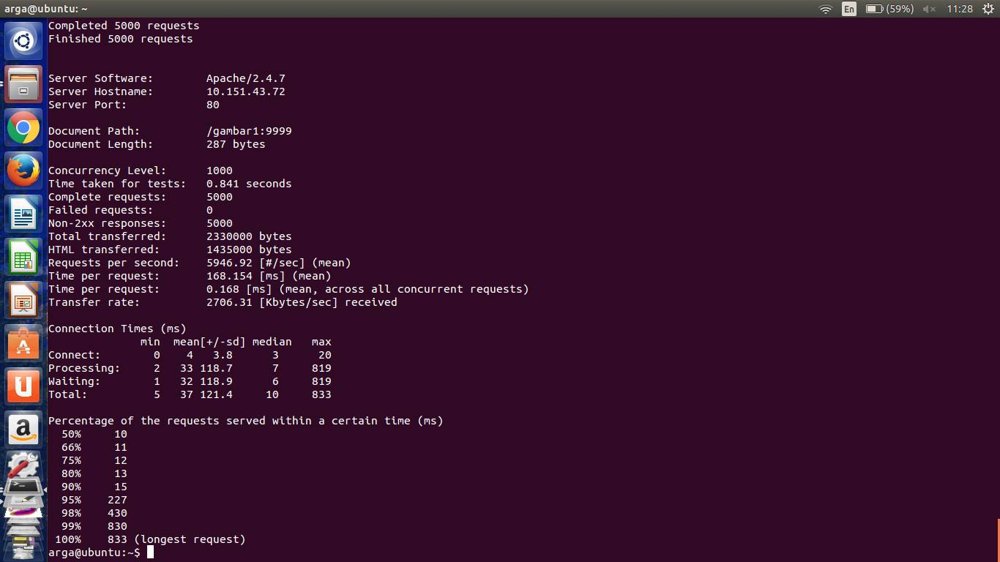 arga@ubuntu: ~
En
(59%)
11:28
Completed 5000 requests
Finished 5000 requests
Server Software: Apache/2.4.7
Server Hostname: 10.151.43.72
Server Port: 80
Document Path: /gambar1:9999
Document Length: 287 bytes
Concurrency Level: 1000
Time taken for tests: 0.841 seconds
Complete requests: 5000
Failed requests: 0
Non-2xx responses: 5000
Total transferred: 2330000 bytes
HTML transferred: 1435000 bytes
Requests per second: 5946.92 [#/sec] (mean)
Time per request: 168.154 [ms] (mean)
Time per request: 0.168 [ms] (mean, across all concurrent requests)
Transfer rate: 2706.31 [Kbytes/sec] received
Connection Times (ms)
min mean[+/-sd] median max
Connect: 0 4 3.8 3 20
Processing: 2 33 118.7 7 819
Waiting: 1 32 118.9 6 819
Total: 5 37 121.4 10 833
Percentage of the requests served within a certain time (ms)
50% 10
66% 11
75% 12
80% 13
90% 15
95% 227
98% 430
99% 830
100% 833 (longest request)
arga@ubuntu:~$